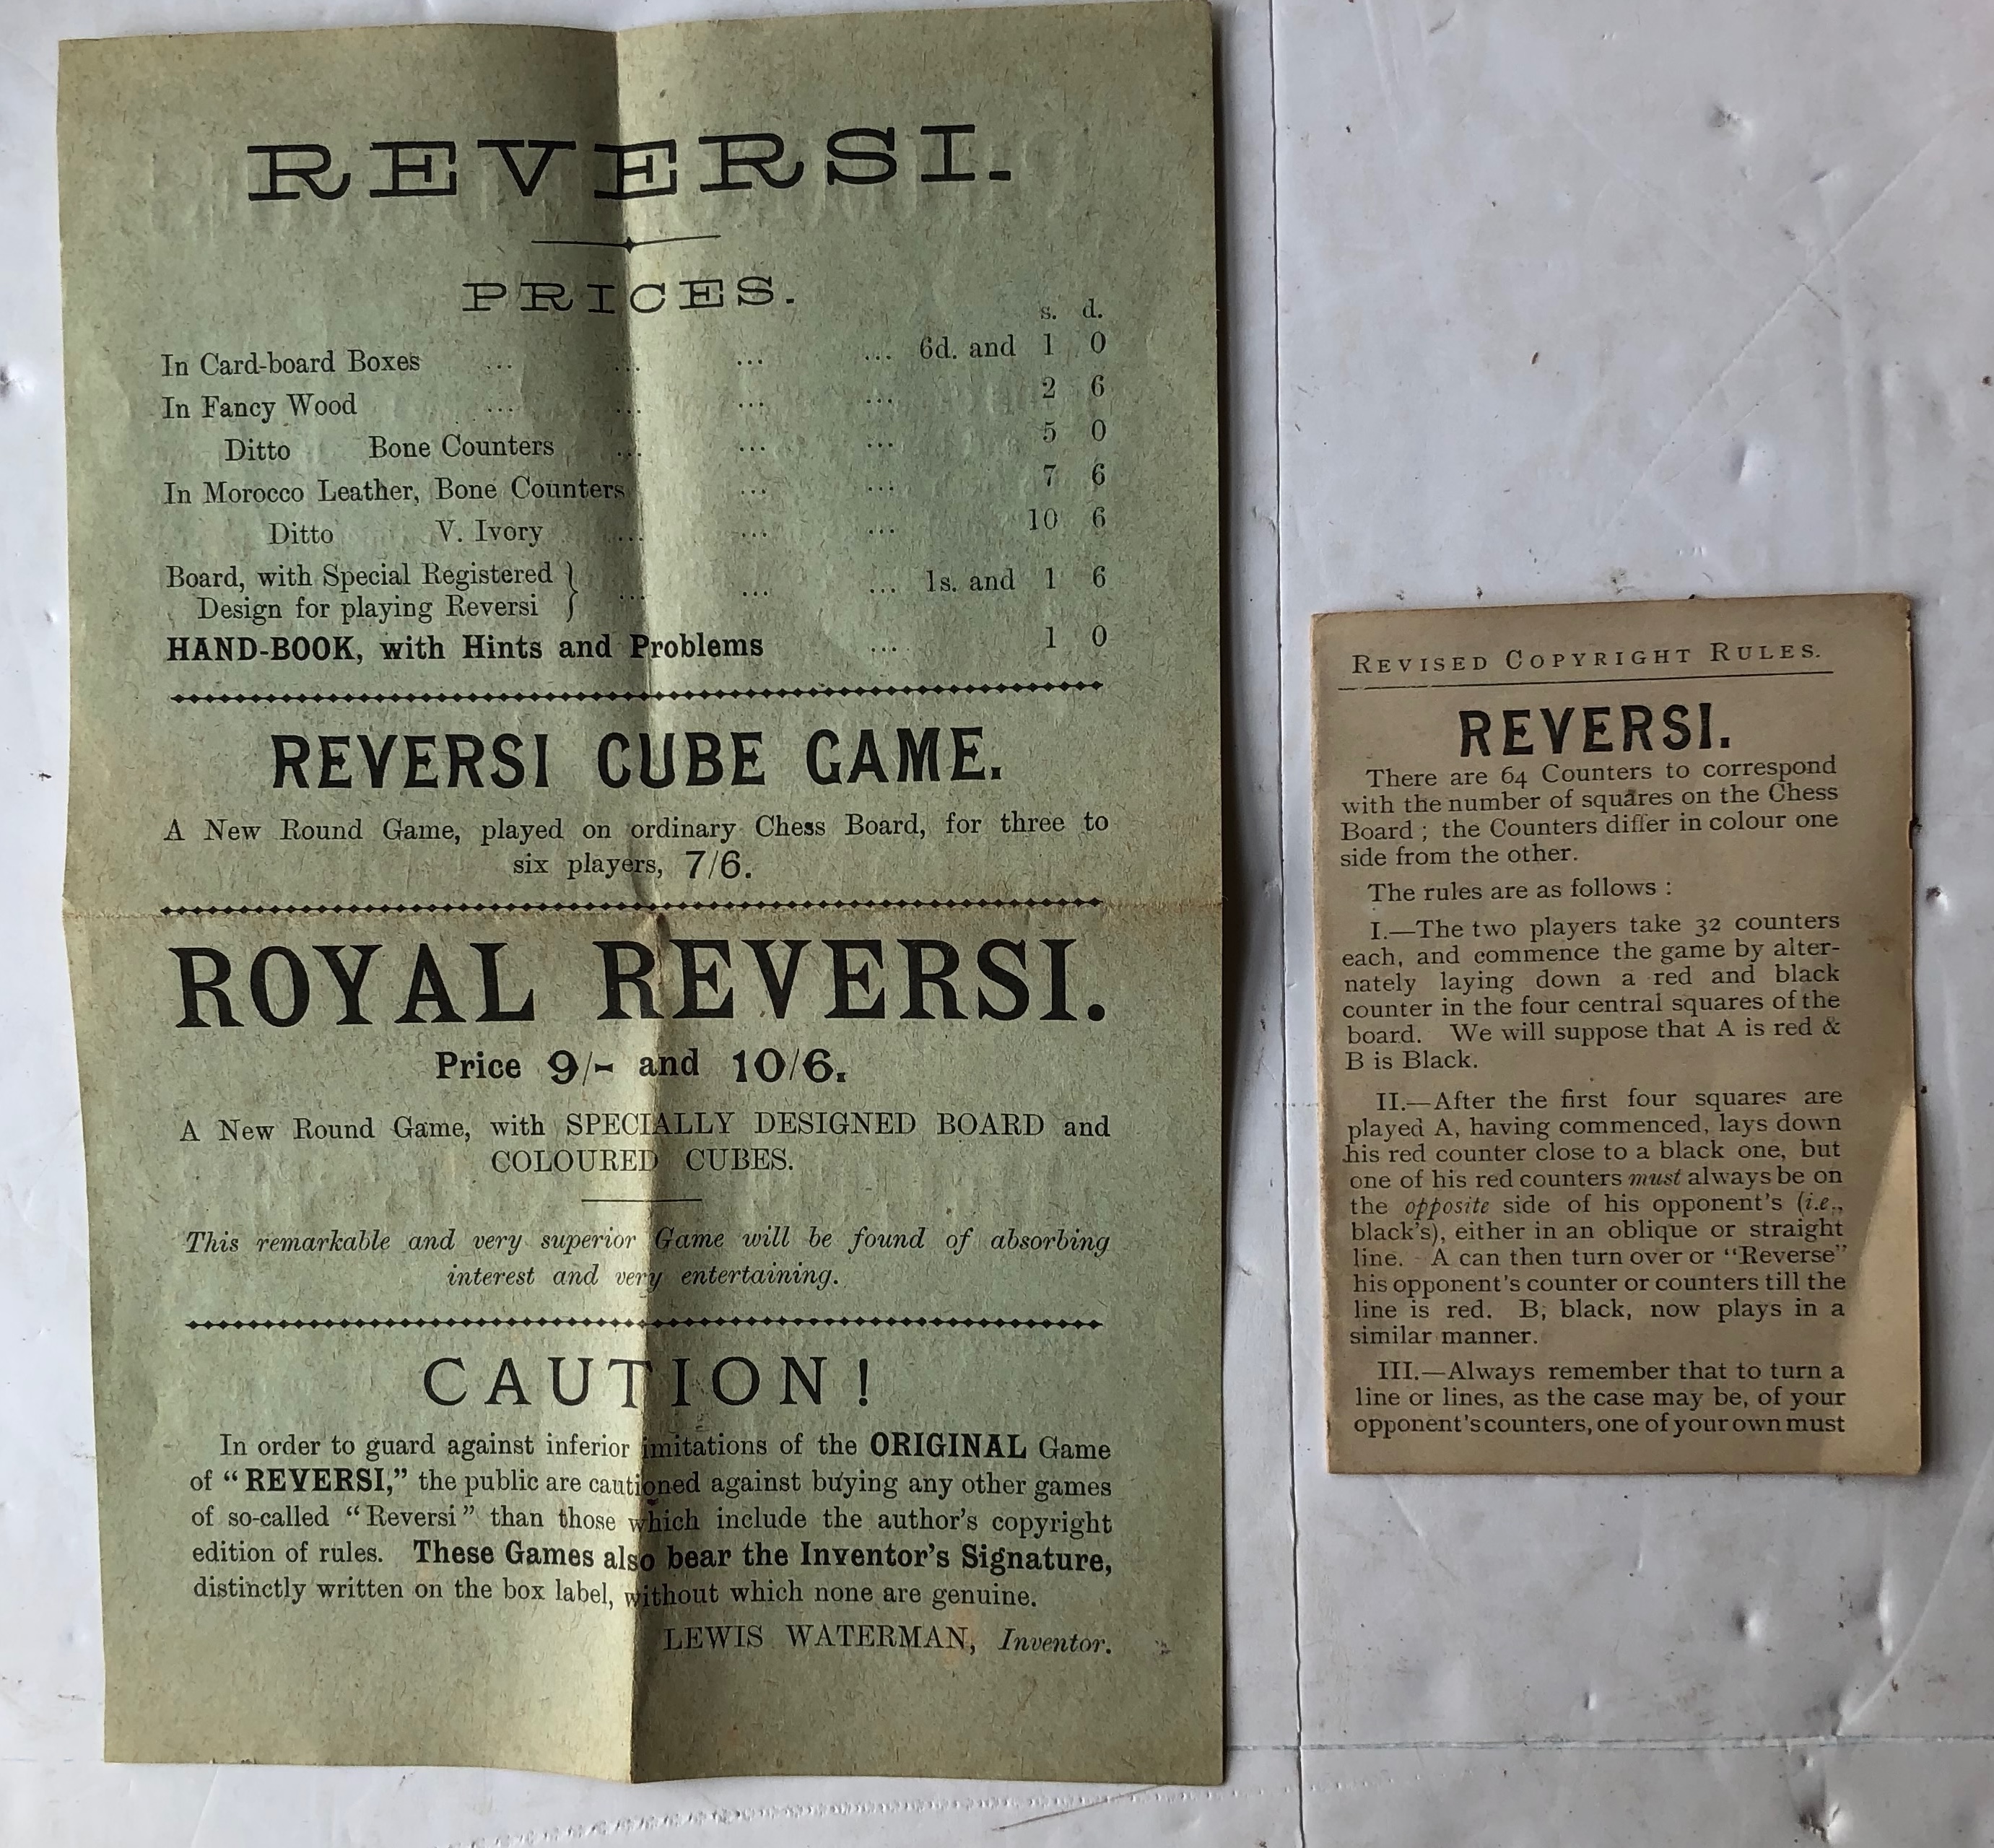 REVERSI.
PRICES.
s. d.
In Card-board Boxes ... ... ... ... 6d. and 1 0
In Fancy Wood ... ... ... ... 2 6
Ditto Bone Counters ... ... ... 5 0
In Morocco Leather, Bone Counters ... ... 7 6
Ditto V. Ivory ... ... ... 10 6
Board, with Special Registered } ... ... ... 1s. and 1 6
Design for playing Reversi
HAND-BOOK, with Hints and Problems ... 1 0
REVERSI CUBE GAME.
A New Round Game, played on ordinary Chess Board, for three to
six players, 7/6.
ROYAL REVERSI.
Price 9/- and 10/6.
A New Round Game, with SPECIALLY DESIGNED BOARD and
COLOURED CUBES.
This remarkable and very superior Game will be found of absorbing
interest and very entertaining.
CAUTION!
In order to guard against inferior imitations of the ORIGINAL Game
of “REVERSI,” the public are cautioned against buying any other games
of so-called “Reversi” than those which include the author's copyright
edition of rules. These Games also bear the Inventor's Signature,
distinctly written on the box label, without which none are genuine.
LEWIS WATERMAN, Inventor.
REVISED COPYRIGHT RULES.
REVERSI.
There are 64 Counters to correspond
with the number of squares on the Chess
Board; the Counters differ in colour one
side from the other.
The rules are as follows:
I.—The two players take 32 counters
each, and commence the game by alter-
nately laying down a red and black
counter in the four central squares of the
board. We will suppose that A is red &
B is Black.
II.—After the first four squares are
played A, having commenced, lays down
his red counter close to a black one, but
one of his red counters must always be on
the opposite side of his opponent's (i.e.,
black's), either in an oblique or straight
line. A can then turn over or “Reverse”
his opponent's counter or counters till the
line is red. B, black, now plays in a
similar manner.
III.—Always remember that to turn a
line or lines, as the case may be, of your
opponent's counters, one of your own must